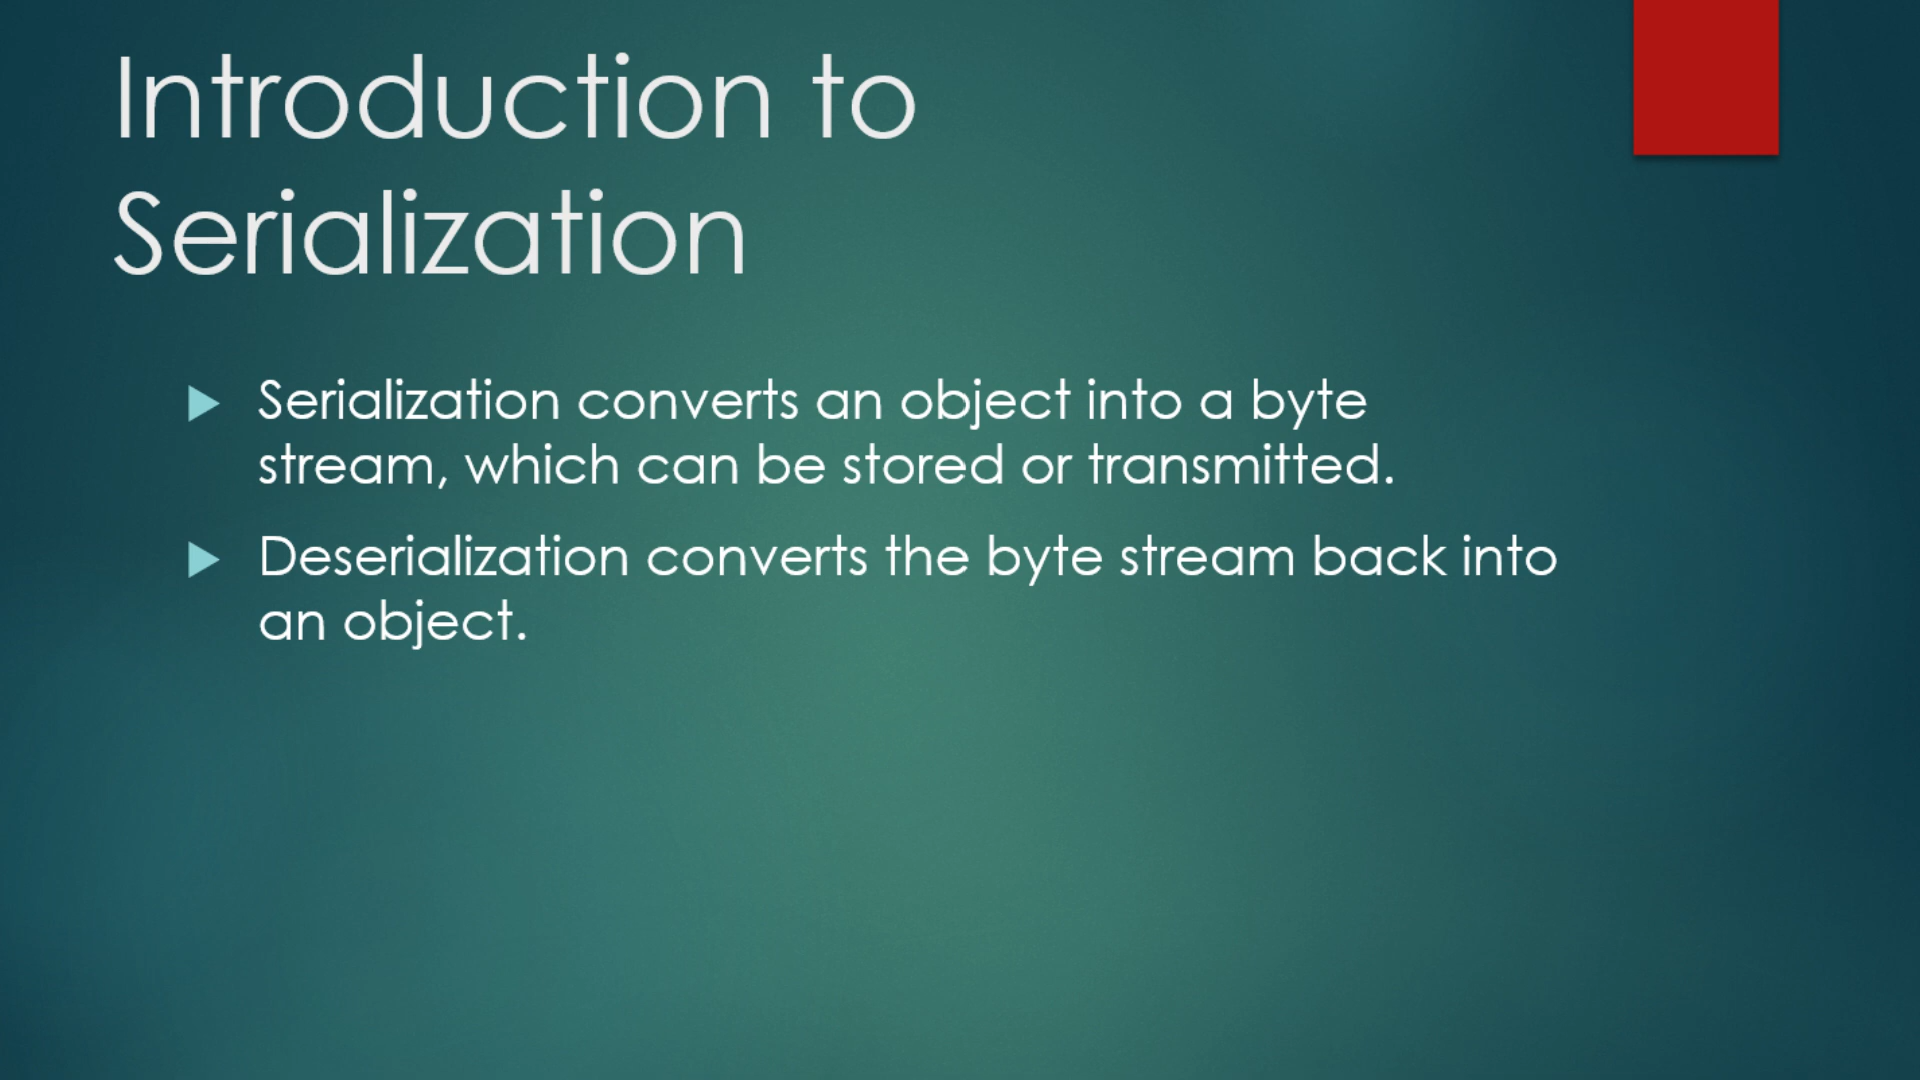 Introduction to
Serialization
Serialization converts an object into a byte
stream, which can be stored or transmitted.
Deserialization converts the byte stream back into
an object.